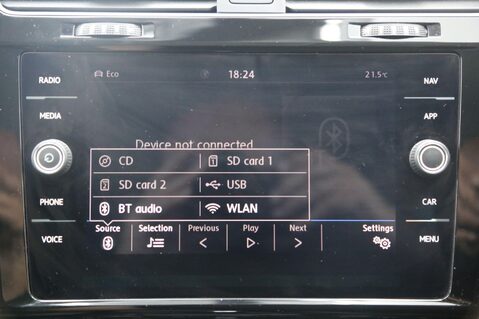 RADIO
Eco
18:24
21.5°C
NAV
MEDIA
APP
Device not connected
CD
SD card 1
SD card 2
USB
PHONE
BT audio
WLAN
CAR
VOICE
Source
Selection
Previous
Play
Next
Settings
MENU